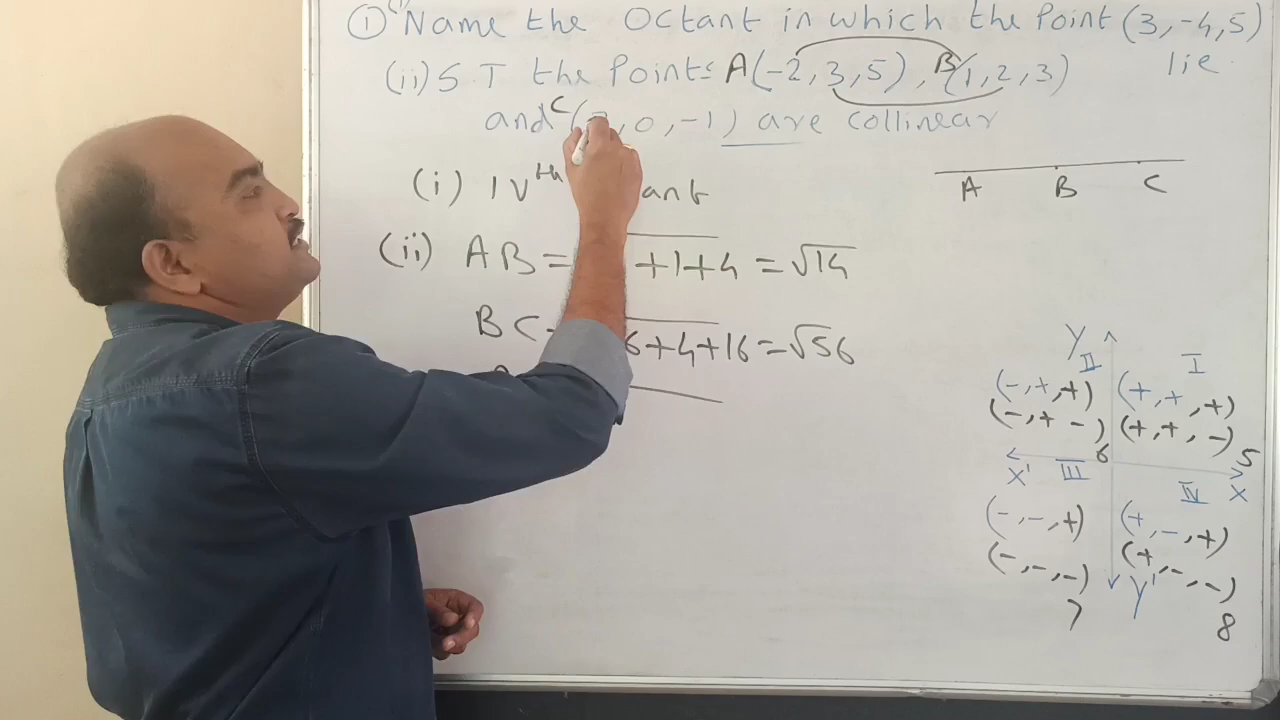 ① (i) Name the Octant in which the Point (3, -4, 5) lie
(ii) S.T the Points A(-2, 3, 5), B(1, 2, 3)
and C( , 0, -1) are collinear
(i) IVth ant
A B C
(ii) AB = +1+4 = √14
BC = 6+4+16 = √56
Y
II I
(-,+,+) (+,+,+)
(-,+ -) (+,+,-)
6 5
X' III IV X
(-,-,+) (+,-,+)
(-,-,-) (+,-,-)
Y'
7 8